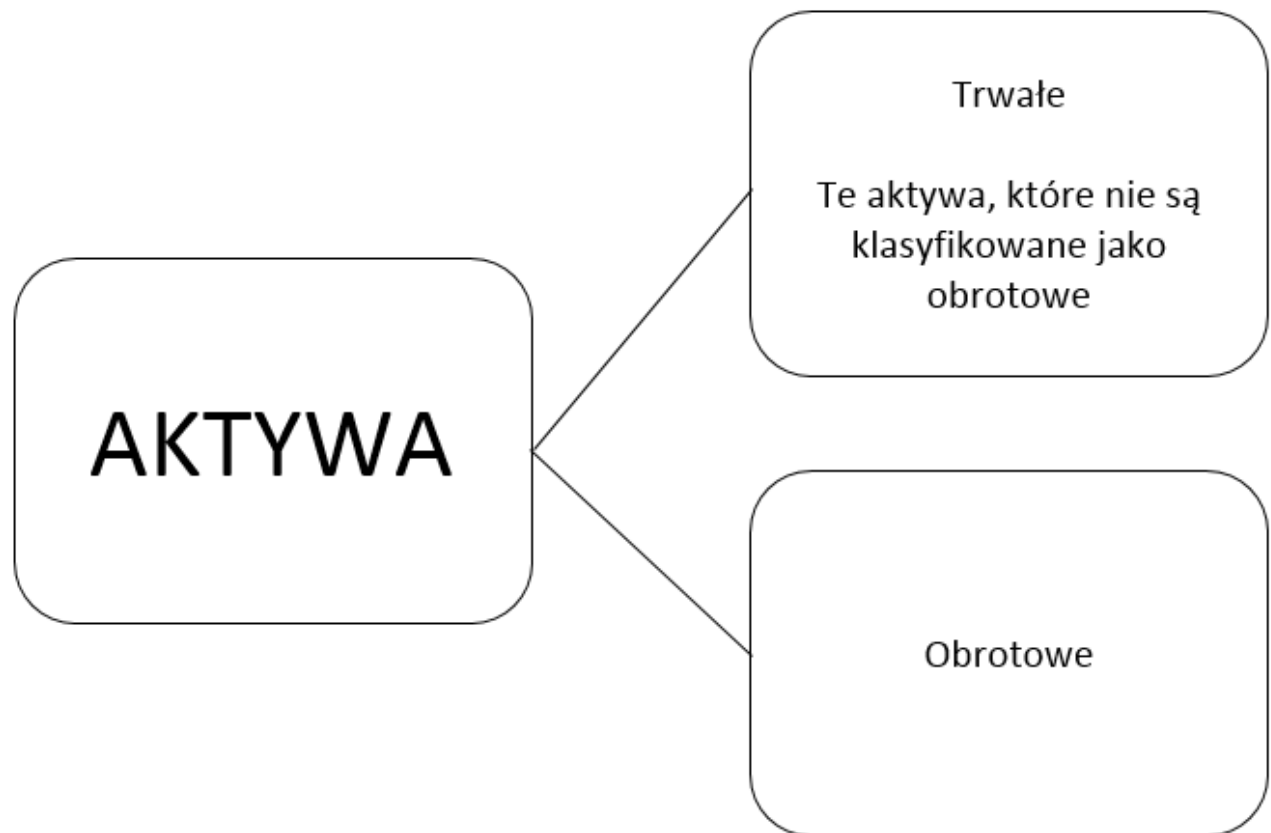 AKTYWA
Trwałe
Te aktywa, które nie są
klasyfikowane jako
obrotowe
Obrotowe